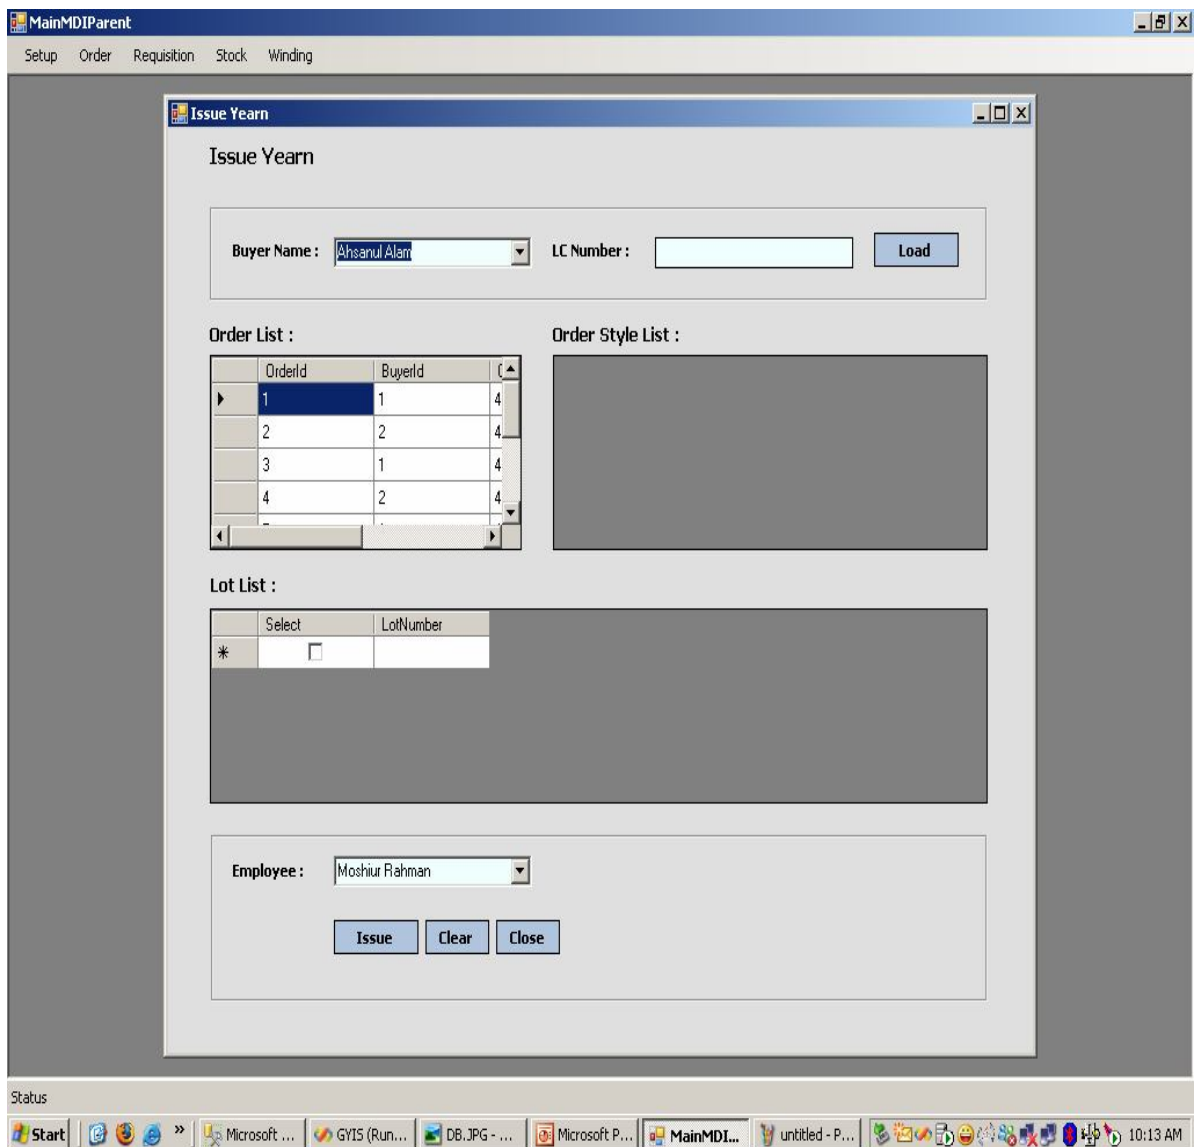 MainMDIParent
Setup Order Requisition Stock Winding
Issue Yearn
Issue Yearn
Buyer Name : Ahsanul Alam LC Number : Load
Order List : Order Style List :
OrderId BuyerId
1 1 4
2 2 4
3 1 4
4 2 4
Lot List :
Select LotNumber
Employee : Moshiur Rahman
Issue Clear Close
Status
Start » Microsoft ... GYIS (Run... DB.JPG - ... Microsoft P... MainMDI... untitled - P... 10:13 AM